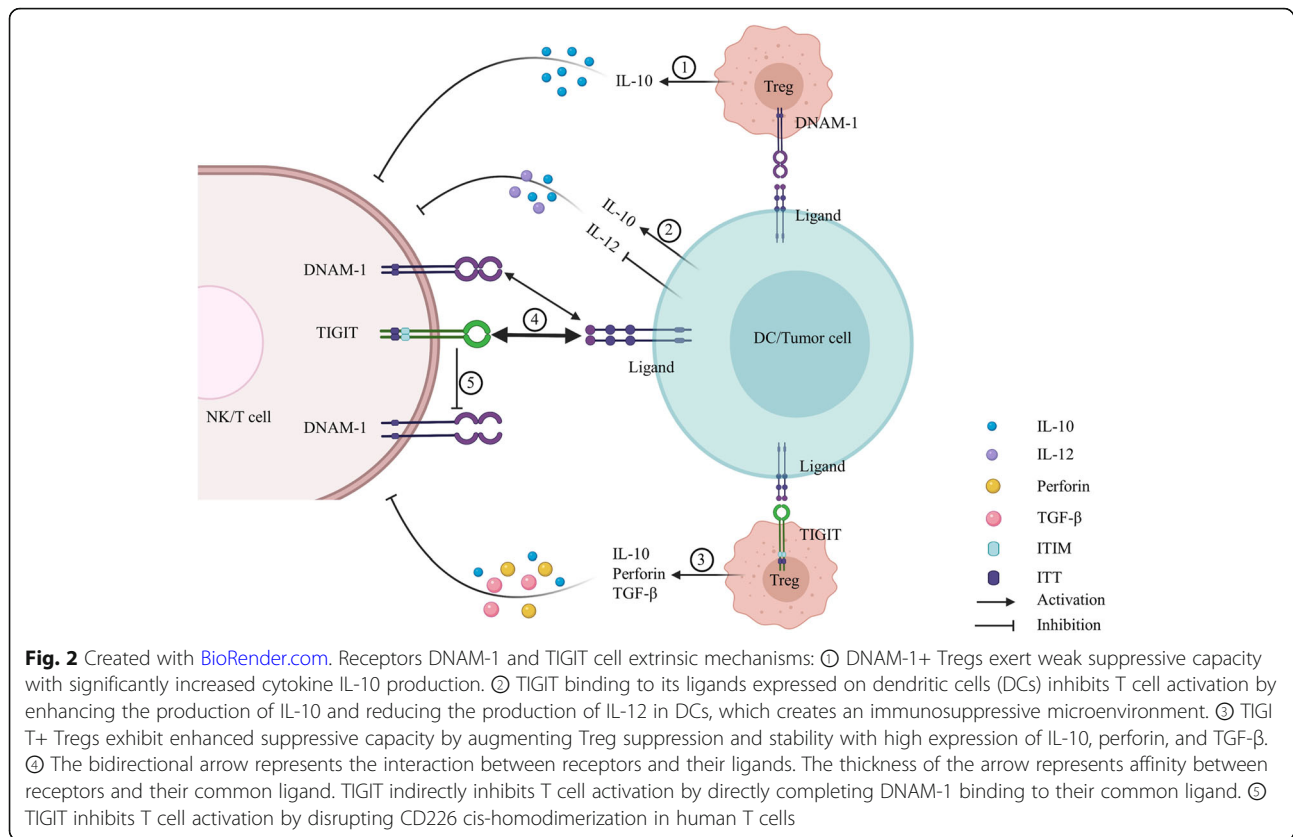 ①
IL-10
Treg
DNAM-1
Ligand
IL-10
IL-12
②
DNAM-1
TIGIT
④
Ligand
DC/Tumor cell
⑤
NK/T cell
DNAM-1
Ligand
TIGIT
IL-10
Perforin
TGF-β
③
Treg
IL-10
IL-12
Perforin
TGF-β
ITIM
ITT
Activation
Inhibition
Fig. 2 Created with BioRender.com. Receptors DNAM-1 and TIGIT cell extrinsic mechanisms: ① DNAM-1+ Tregs exert weak suppressive capacity
with significantly increased cytokine IL-10 production. ② TIGIT binding to its ligands expressed on dendritic cells (DCs) inhibits T cell activation by
enhancing the production of IL-10 and reducing the production of IL-12 in DCs, which creates an immunosuppressive microenvironment. ③ TIGI
T+ Tregs exhibit enhanced suppressive capacity by augmenting Treg suppression and stability with high expression of IL-10, perforin, and TGF-β.
④ The bidirectional arrow represents the interaction between receptors and their ligands. The thickness of the arrow represents affinity between
receptors and their common ligand. TIGIT indirectly inhibits T cell activation by directly completing DNAM-1 binding to their common ligand. ⑤
TIGIT inhibits T cell activation by disrupting CD226 cis-homodimerization in human T cells